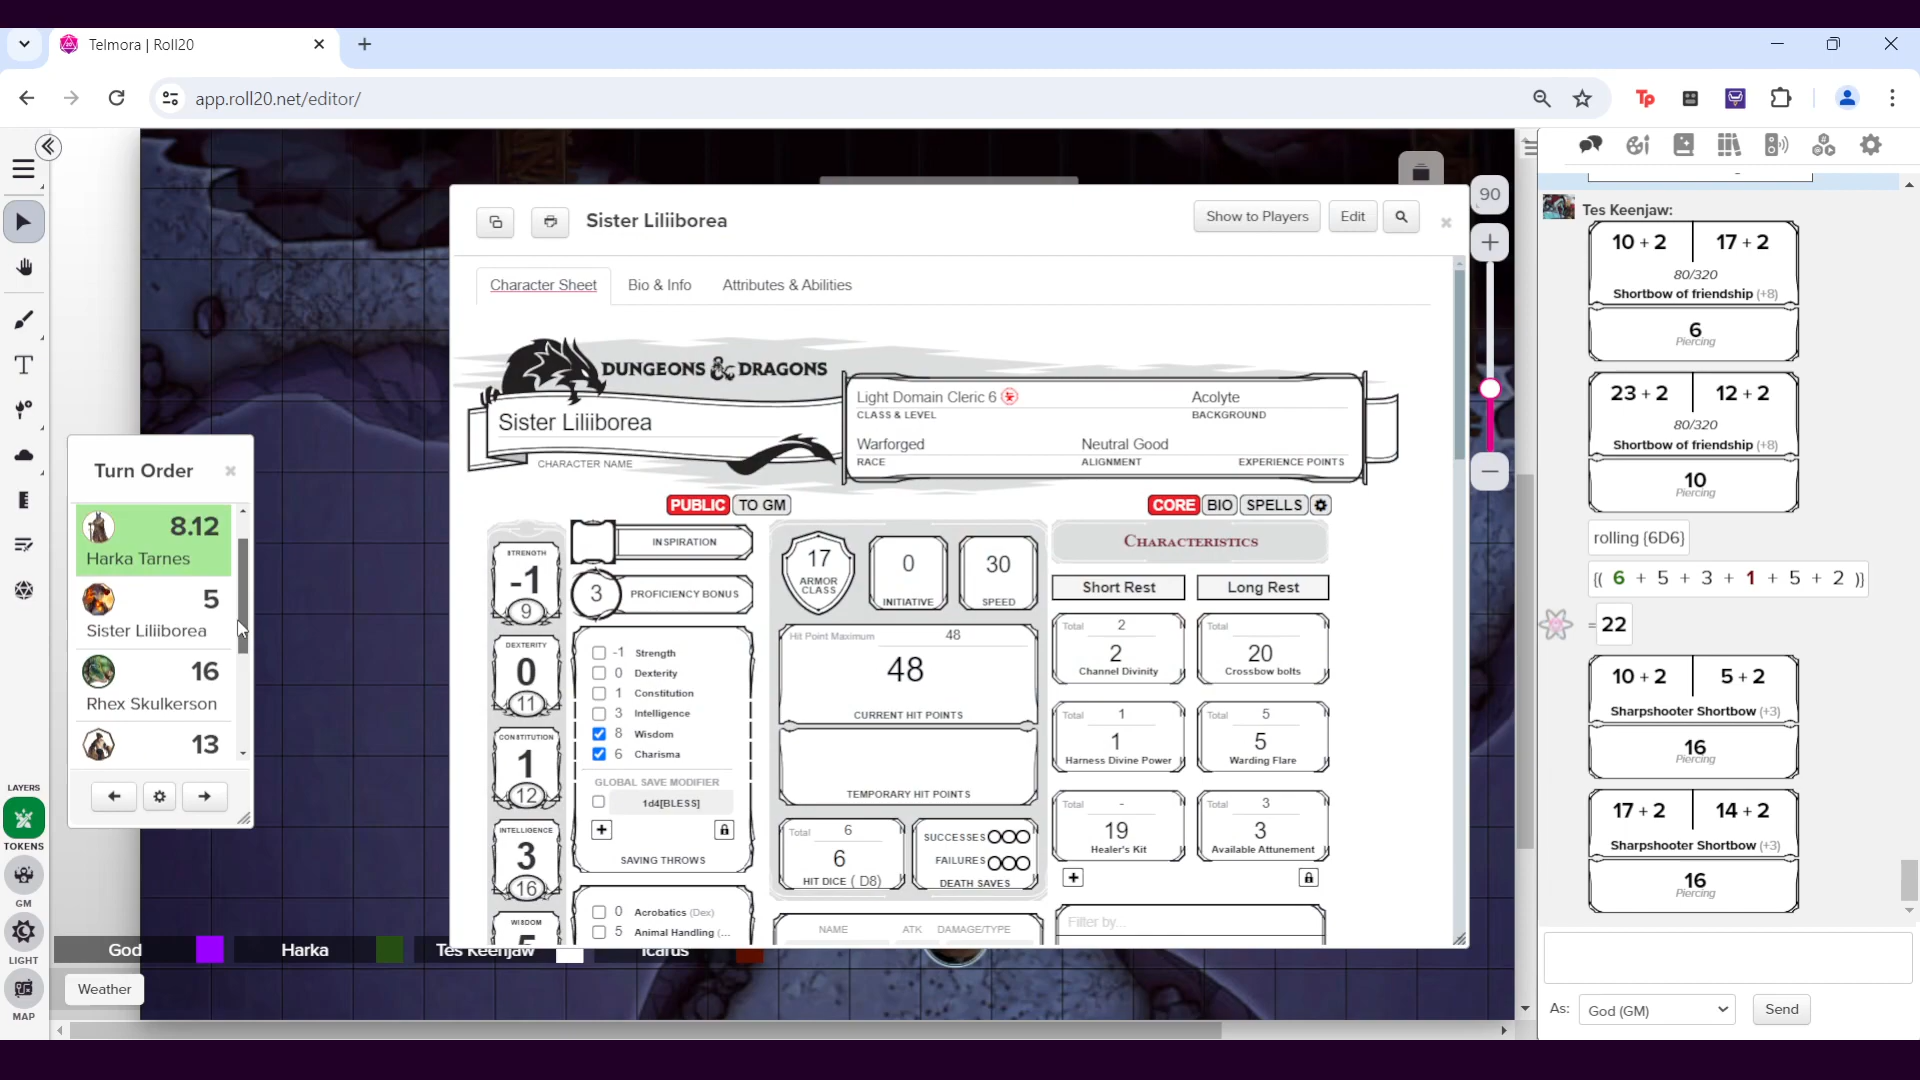 Telmora | Roll20
app.roll20.net/editor/
Sister Liliiborea
Show to Players
Edit
90
Character Sheet
Bio & Info
Attributes & Abilities
DUNGEONS & DRAGONS
Sister Liliiborea
CHARACTER NAME
Light Domain Cleric 6
Acolyte
CLASS & LEVEL
BACKGROUND
Warforged
Neutral Good
RACE
ALIGNMENT
EXPERIENCE POINTS
PUBLIC
TO GM
CORE
BIO
SPELLS
STRENGTH
-1
9
DEXTERITY
0
11
CONSTITUTION
1
12
INTELLIGENCE
3
16
WISDOM
INSPIRATION
3
PROFICIENCY BONUS
-1 Strength
0 Dexterity
1 Constitution
3 Intelligence
8 Wisdom
6 Charisma
GLOBAL SAVE MODIFIER
1d4[BLESS]
SAVING THROWS
0 Acrobatics (Dex)
5 Animal Handling (...
17
ARMOR
CLASS
0
INITIATIVE
30
SPEED
Hit Point Maximum 48
48
CURRENT HIT POINTS
TEMPORARY HIT POINTS
Total 6
6
HIT DICE ( D8)
SUCCESSES
FAILURES
DEATH SAVES
NAME ATK DAMAGE/TYPE
CHARACTERISTICS
Short Rest
Long Rest
Total 2
2
Channel Divinity
Total
20
Crossbow bolts
Total 1
1
Harness Divine Power
Total 5
5
Warding Flare
Total -
19
Healer's Kit
Total 3
3
Available Attunement
Filter by...
Turn Order
8.12
Harka Tarnes
5
Sister Liliiborea
16
Rhex Skulkerson
13
LAYERS
TOKENS
GM
LIGHT
MAP
God
Harka
Tes Keenjaw
Icarus
Weather
Tes Keenjaw:
10 + 2 17 + 2
80/320
Shortbow of friendship (+8)
6
Piercing
23 + 2 12 + 2
80/320
Shortbow of friendship (+8)
10
Piercing
rolling {6D6}
{( 6 + 5 + 3 + 1 + 5 + 2 )}
= 22
10 + 2 5 + 2
Sharpshooter Shortbow (+3)
16
Piercing
17 + 2 14 + 2
Sharpshooter Shortbow (+3)
16
Piercing
As: God (GM)
Send